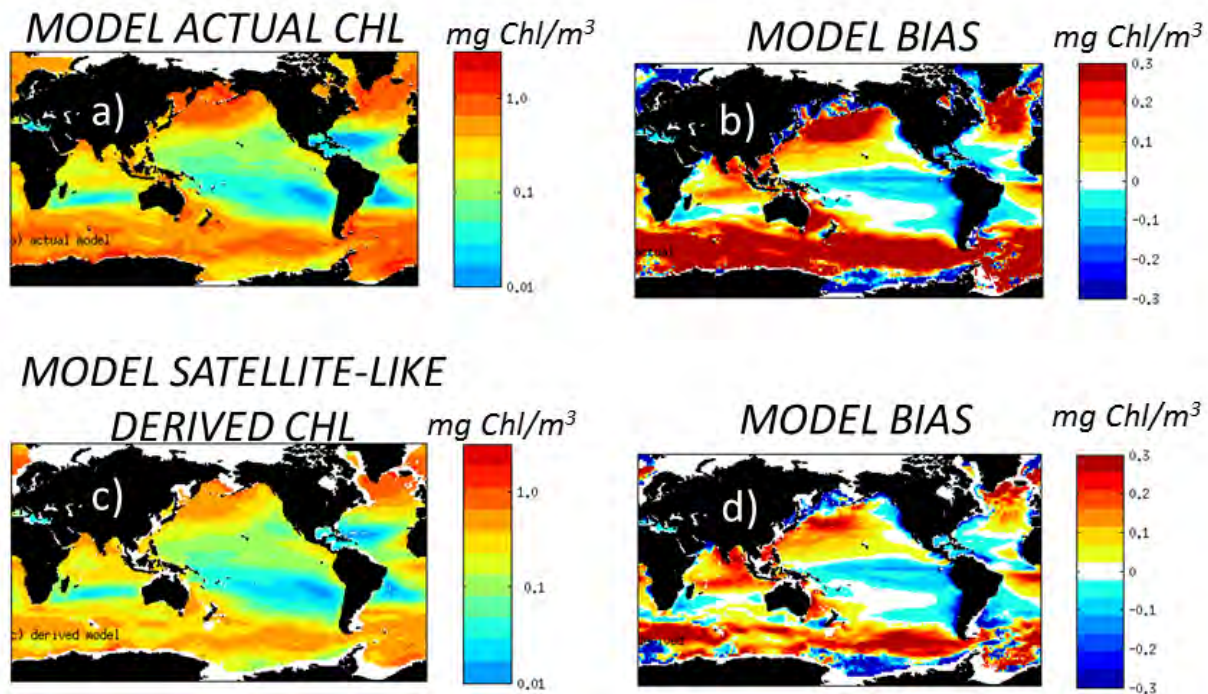 MODEL ACTUAL CHL
mg Chl/m³
MODEL BIAS
mg Chl/m³
a)
1.0
0.1
0.01
actual model
b)
0.3
0.2
0.1
0
-0.1
-0.2
-0.3
MODEL SATELLITE-LIKE
DERIVED CHL
mg Chl/m³
MODEL BIAS
mg Chl/m³
c)
1.0
0.1
0.01
c) derived model
d)
0.3
0.2
0.1
0
-0.1
-0.2
-0.3